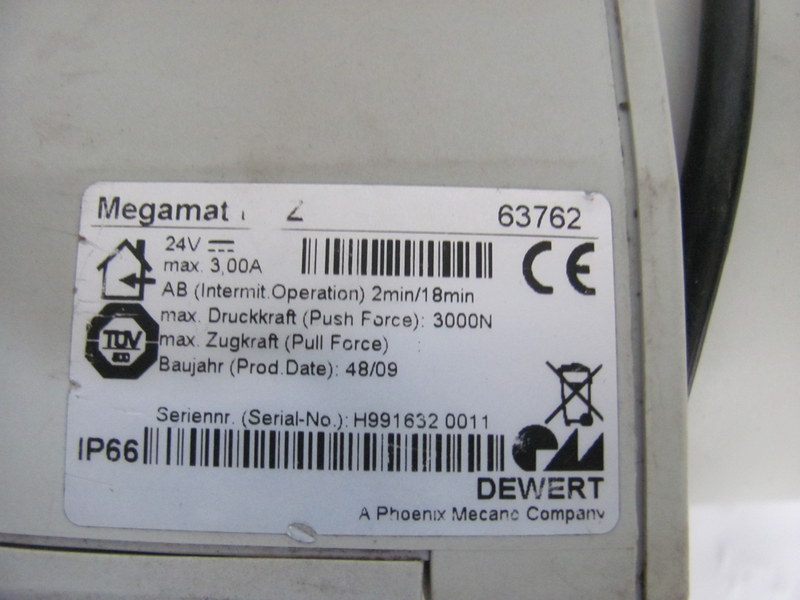 Megamat Z 63762
24V
max. 3,00A
AB (Intermit.Operation) 2min/18min
CE
TÜV
max. Druckkraft (Push Force): 3000N
max. Zugkraft (Pull Force)
Baujahr (Prod.Date): 48/09
Seriennr. (Serial-No.): H991632 0011
IP66
DEWERT
A Phoenix Mecano Company